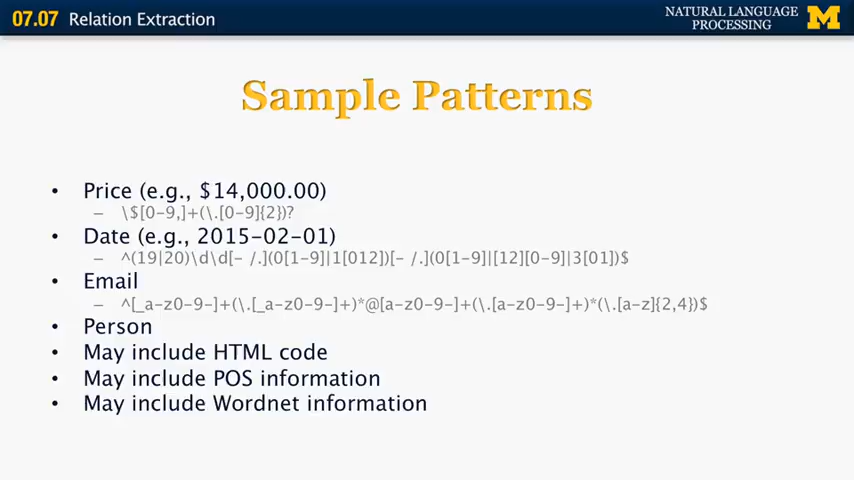 07.07 Relation Extraction
NATURAL LANGUAGE
PROCESSING
M
Sample Patterns
• Price (e.g., $14,000.00)
– \$[0-9,]+(\.[0-9]{2})?
• Date (e.g., 2015-02-01)
– ^(19|20)\d\d[- /.](0[1-9]|1[012])[- /.](0[1-9]|[12][0-9]|3[01])$
• Email
– ^[_a-z0-9-]+(\.[_a-z0-9-]+)*@[a-z0-9-]+(\.[a-z0-9-]+)*(\.[a-z]{2,4})$
• Person
• May include HTML code
• May include POS information
• May include Wordnet information